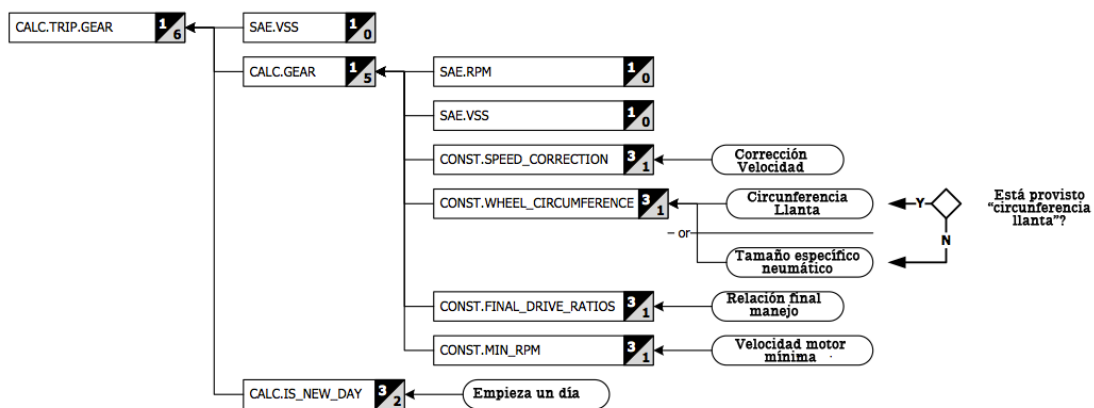 CALC.TRIP.GEAR 1/6
SAE.VSS 1/0
CALC.GEAR 1/5
SAE.RPM 1/0
SAE.VSS 1/0
CONST.SPEED_CORRECTION 3/1
Corrección
Velocidad
CONST.WHEEL_CIRCUMFERENCE 3/1
Circunferencia
Llanta
Y
Está provisto
“circunferencia
llanta”?
– or
N
Tamaño específico
neumático
CONST.FINAL_DRIVE_RATIOS 3/1
Relación final
manejo
CONST.MIN_RPM 3/1
Velocidad motor
mínima
CALC.IS_NEW_DAY 3/2
Empieza un día